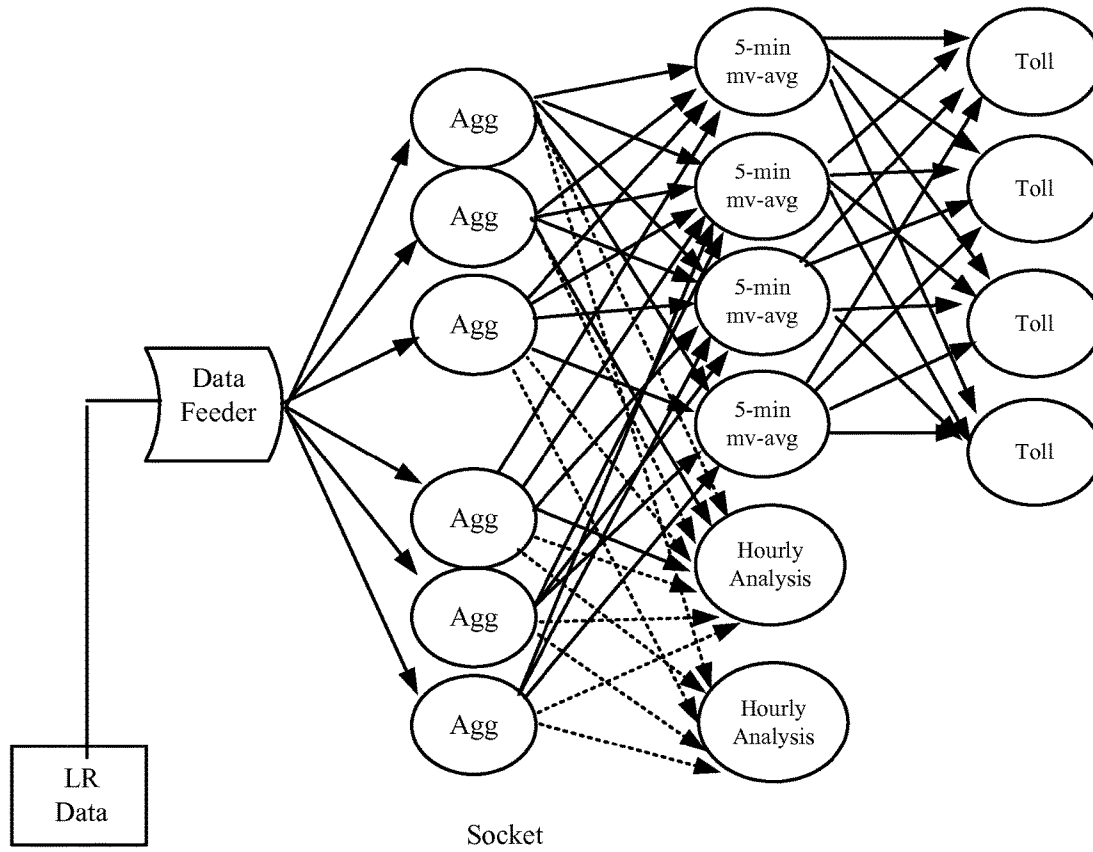 5-min
mv-avg
Toll
Agg
5-min
mv-avg
Toll
Agg
5-min
mv-avg
Toll
Agg
Data
Feeder
5-min
mv-avg
Toll
Agg
Hourly
Analysis
Agg
Agg
Hourly
Analysis
LR
Data
Socket